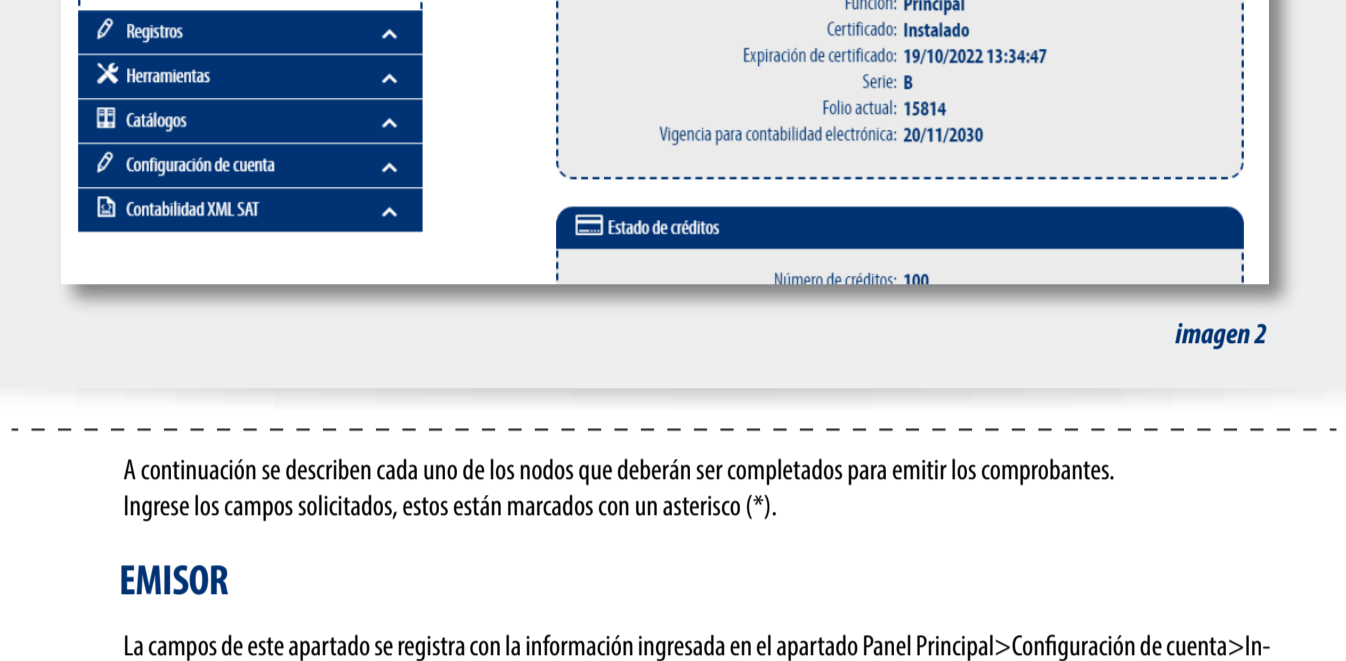 Función: Principal
Registros
Certificado: Instalado
Expiración de certificado: 19/10/2022 13:34:47
Herramientas
Serie: B
Folio actual: 15814
Catálogos
Vigencia para contabilidad electrónica: 20/11/2030
Configuración de cuenta
Contabilidad XML SAT
Estado de créditos
Número de créditos: 100
imagen 2
A continuación se describen cada uno de los nodos que deberán ser completados para emitir los comprobantes.
Ingrese los campos solicitados, estos están marcados con un asterisco (*).
EMISOR
La campos de este apartado se registra con la información ingresada en el apartado Panel Principal>Configuración de cuenta>In-